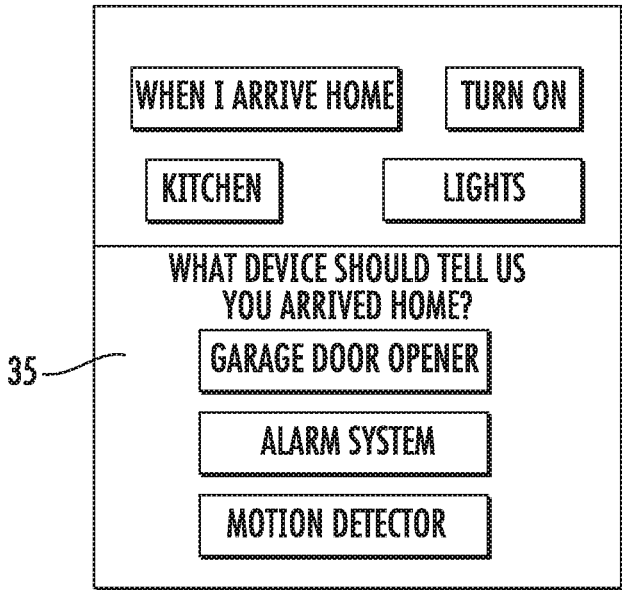 WHEN I ARRIVE HOME TURN ON
KITCHEN LIGHTS
WHAT DEVICE SHOULD TELL US
YOU ARRIVED HOME?
35
GARAGE DOOR OPENER
ALARM SYSTEM
MOTION DETECTOR